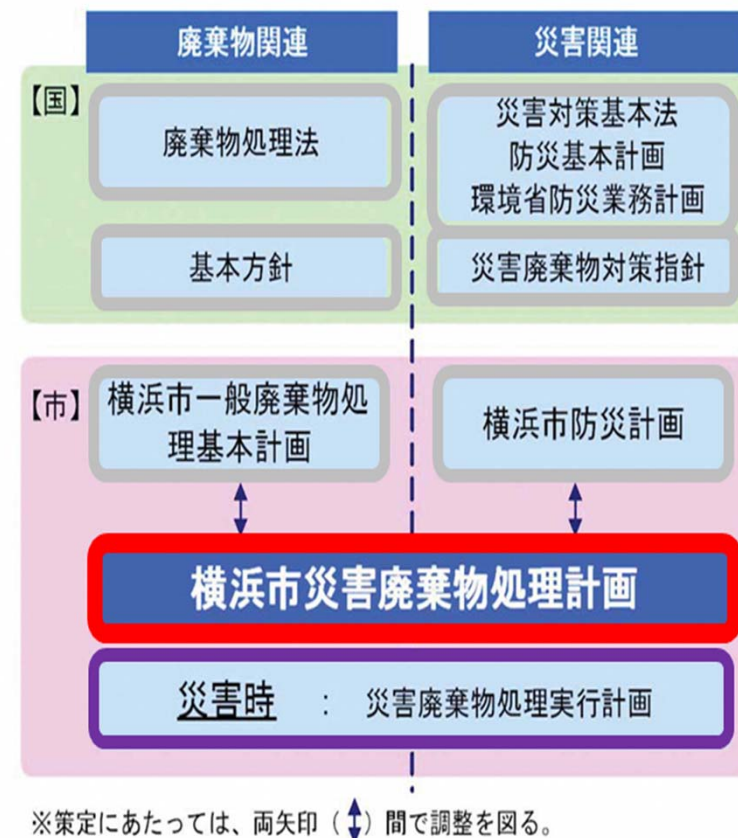 廃棄物関連
災害関連
【国】
廃棄物処理法
災害対策基本法
防災基本計画
環境省防災業務計画
基本方針
災害廃棄物対策指針
【市】
横浜市一般廃棄物処
理基本計画
横浜市防災計画
横浜市災害廃棄物処理計画
災害時 : 災害廃棄物処理実行計画
※策定にあたっては、両矢印(↕)間で調整を図る。